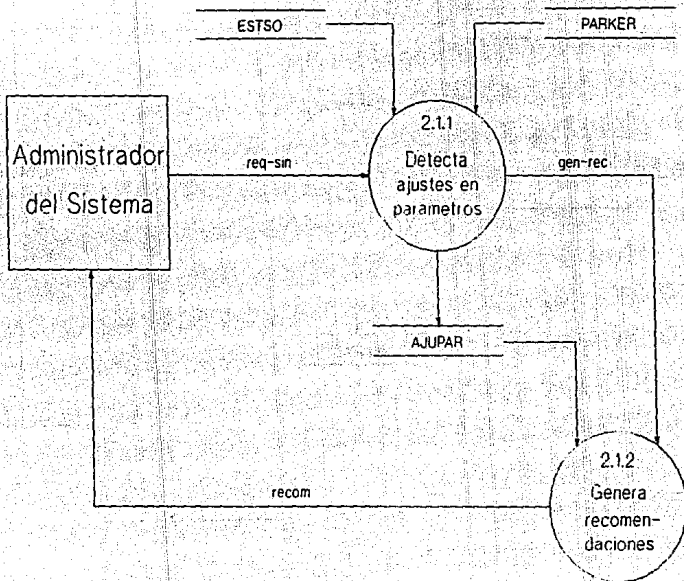 ESTSO
PARKER
Administrador
del Sistema
req-sin
2.1.1
Detecta
ajustes en
parametros
gen-rec
AJUPAR
2.1.2
Genera
recomen-
daciones
recom